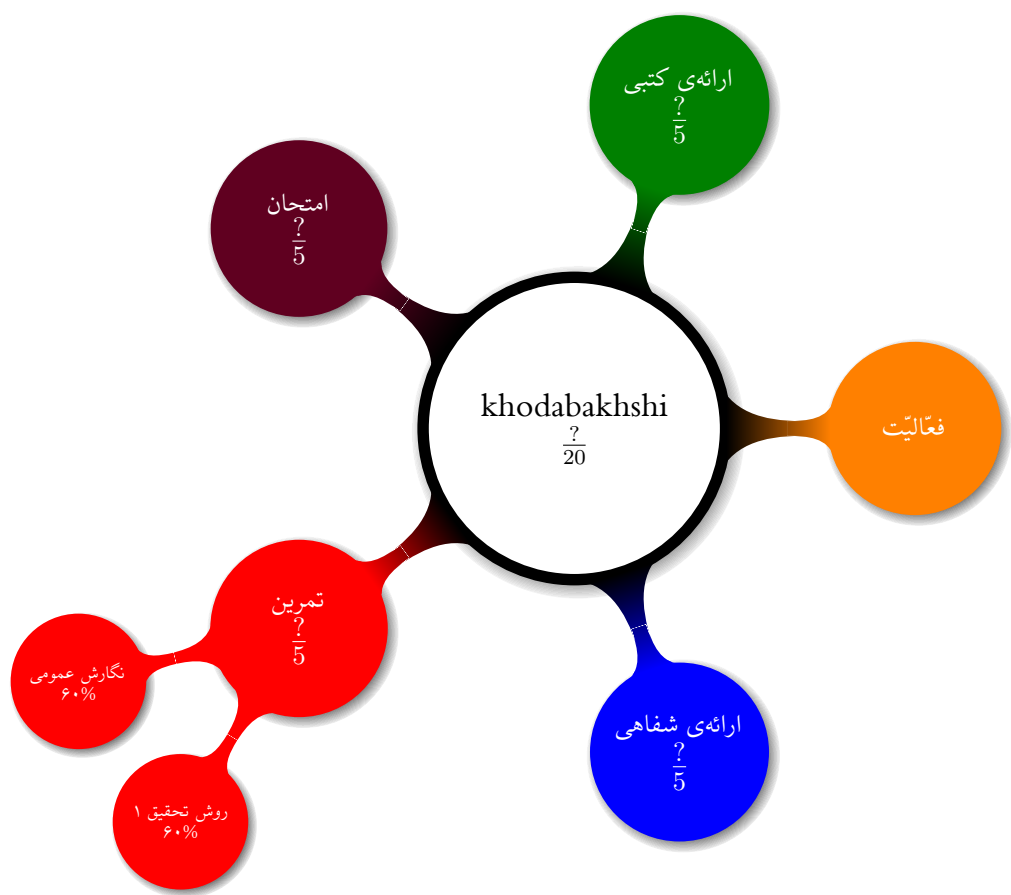 ارائه‌ی کتبی
?
5
امتحان
?
5
khodabakhshi
?
20
فعّالیّت
تمرین
?
5
نگارش عمومی
۶۰%
ارائه‌ی شفاهی
?
5
روش تحقیق ۱
۶۰%